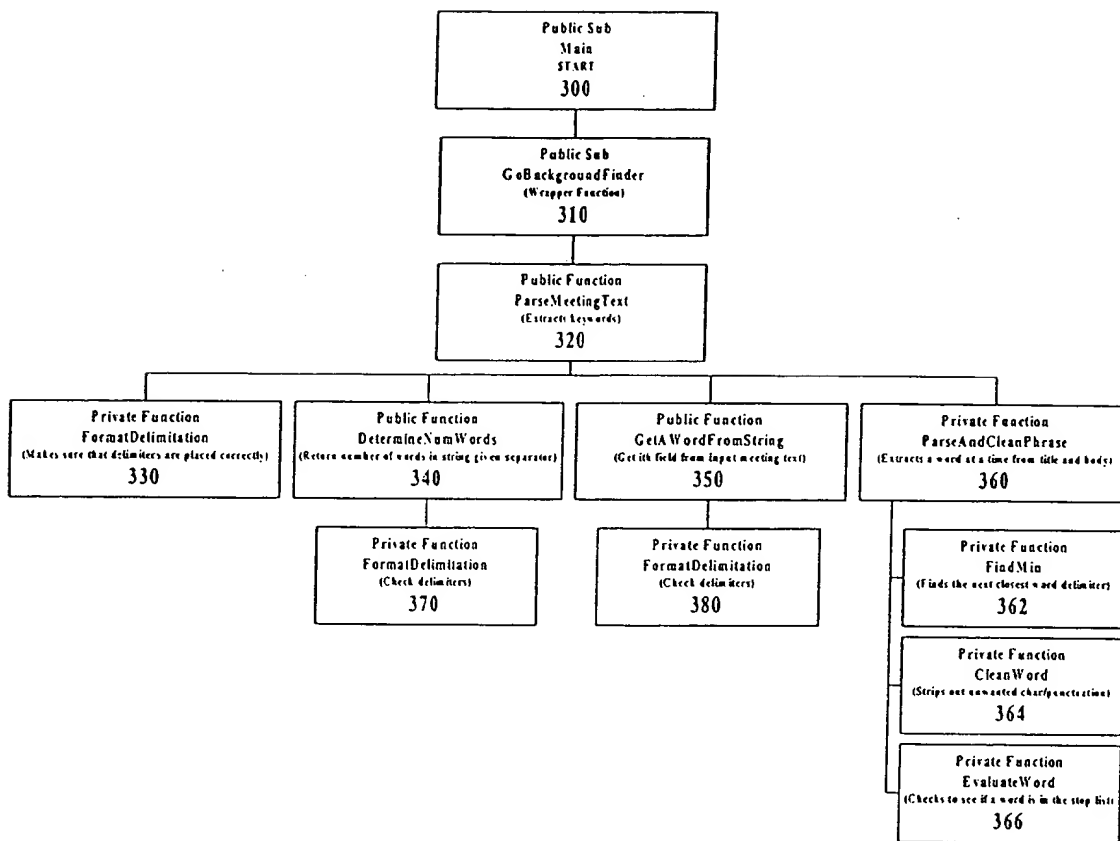 Public Sub
Main
START
300
Public Sub
GoBackgroundFinder
(Wrapper Function)
310
Public Function
ParseMeetingText
(Extracts keywords)
320
Private Function
FormatDelimitation
(Makes sure that delimiters are placed correctly)
330
Public Function
DetermineNumWords
(Return number of words in string given separator)
340
Public Function
GetAWordFromString
(Get ith field from Input meeting text)
350
Private Function
ParseAndCleanPhrase
(Extracts a word at a time from title and body)
360
Private Function
FormatDelimitation
(Check delimiters)
370
Private Function
FormatDelimitation
(Check delimiters)
380
Private Function
FindMin
(Finds the next closest word delimiter)
362
Private Function
CleanWord
(Strips out unwanted char/punctuation)
364
Private Function
EvaluateWord
(Checks to see if a word is in the stop list)
366